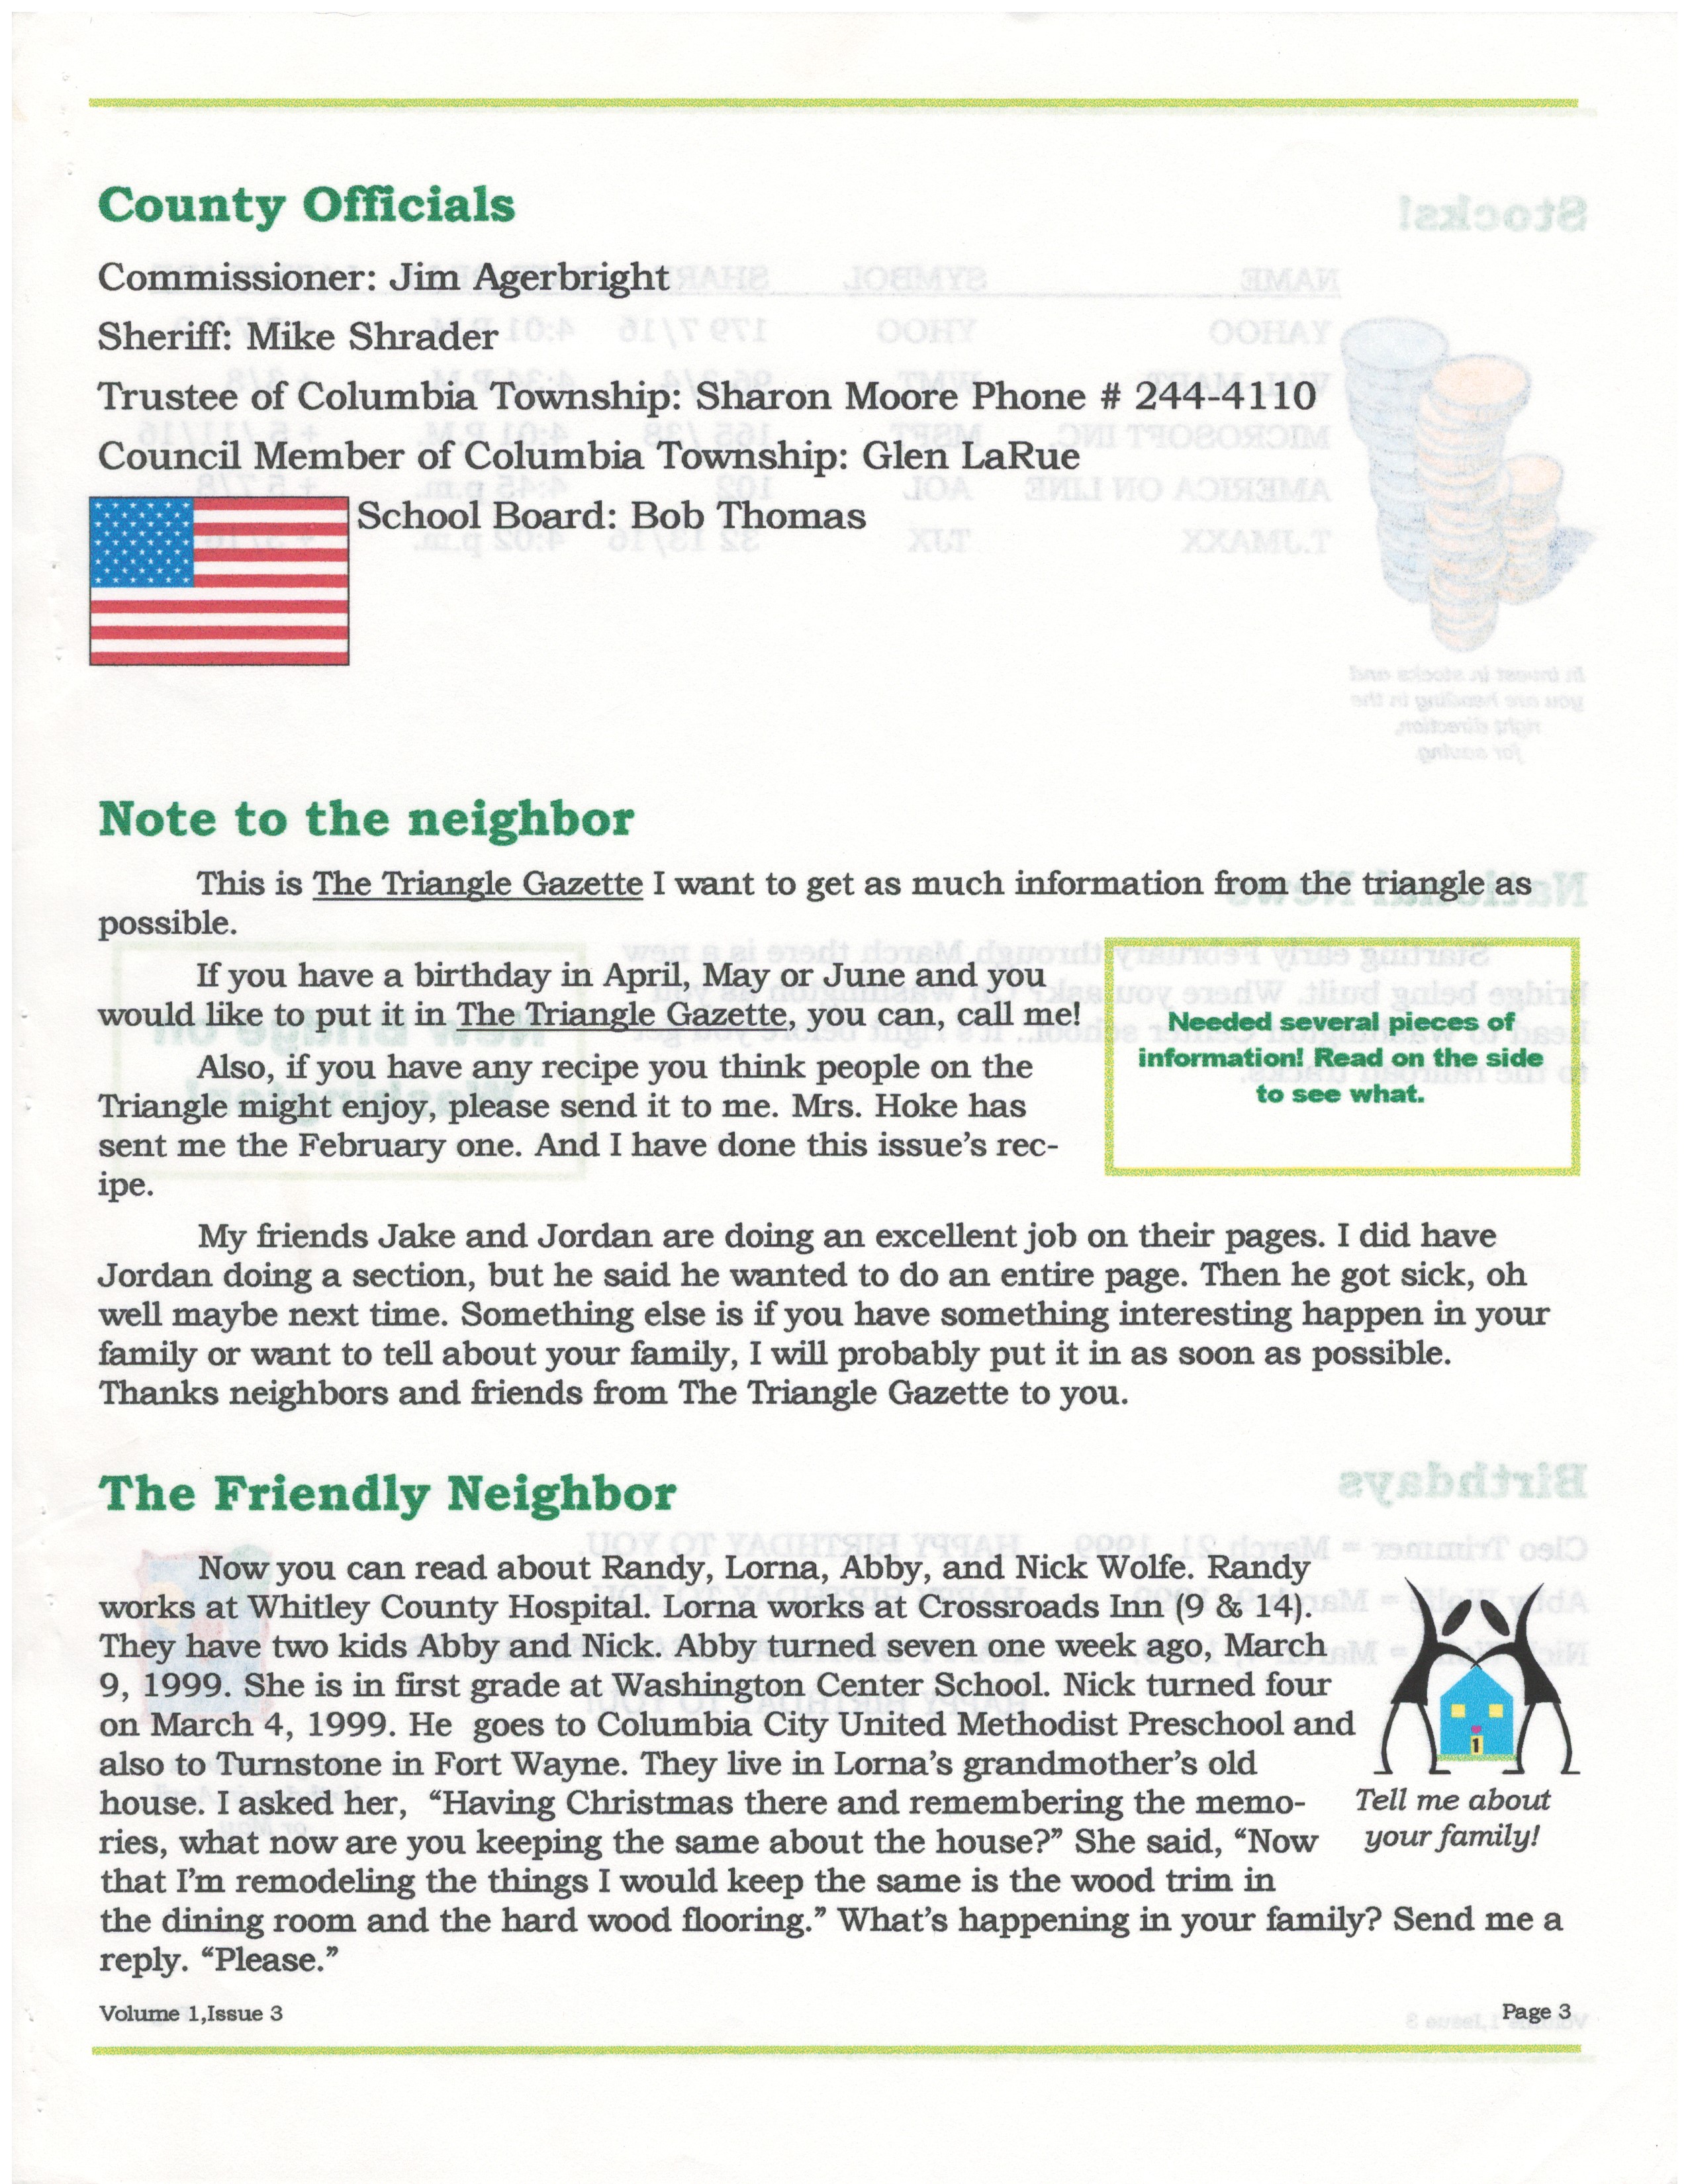 County Officials
Commissioner: Jim Agerbright
Sheriff: Mike Shrader
Trustee of Columbia Township: Sharon Moore Phone # 244-4110
Council Member of Columbia Township: Glen LaRue
School Board: Bob Thomas
Note to the neighbor
This is The Triangle Gazette I want to get as much information from the triangle as
possible.
If you have a birthday in April, May or June and you
would like to put it in The Triangle Gazette, you can, call me!
Also, if you have any recipe you think people on the
Triangle might enjoy, please send it to me. Mrs. Hoke has
sent me the February one. And I have done this issue's rec-
ipe.
Needed several pieces of
information! Read on the side
to see what.
My friends Jake and Jordan are doing an excellent job on their pages. I did have
Jordan doing a section, but he said he wanted to do an entire page. Then he got sick, oh
well maybe next time. Something else is if you have something interesting happen in your
family or want to tell about your family, I will probably put it in as soon as possible.
Thanks neighbors and friends from The Triangle Gazette to you.
The Friendly Neighbor
Now you can read about Randy, Lorna, Abby, and Nick Wolfe. Randy
works at Whitley County Hospital. Lorna works at Crossroads Inn (9 & 14).
They have two kids Abby and Nick. Abby turned seven one week ago, March
9, 1999. She is in first grade at Washington Center School. Nick turned four
on March 4, 1999. He goes to Columbia City United Methodist Preschool and
also to Turnstone in Fort Wayne. They live in Lorna's grandmother's old
house. I asked her, "Having Christmas there and remembering the memo-
ries, what now are you keeping the same about the house?" She said, "Now
that I'm remodeling the things I would keep the same is the wood trim in
the dining room and the hard wood flooring." What's happening in your family? Send me a
reply. "Please."
1
Tell me about
your family!
Volume 1,Issue 3
Page 3